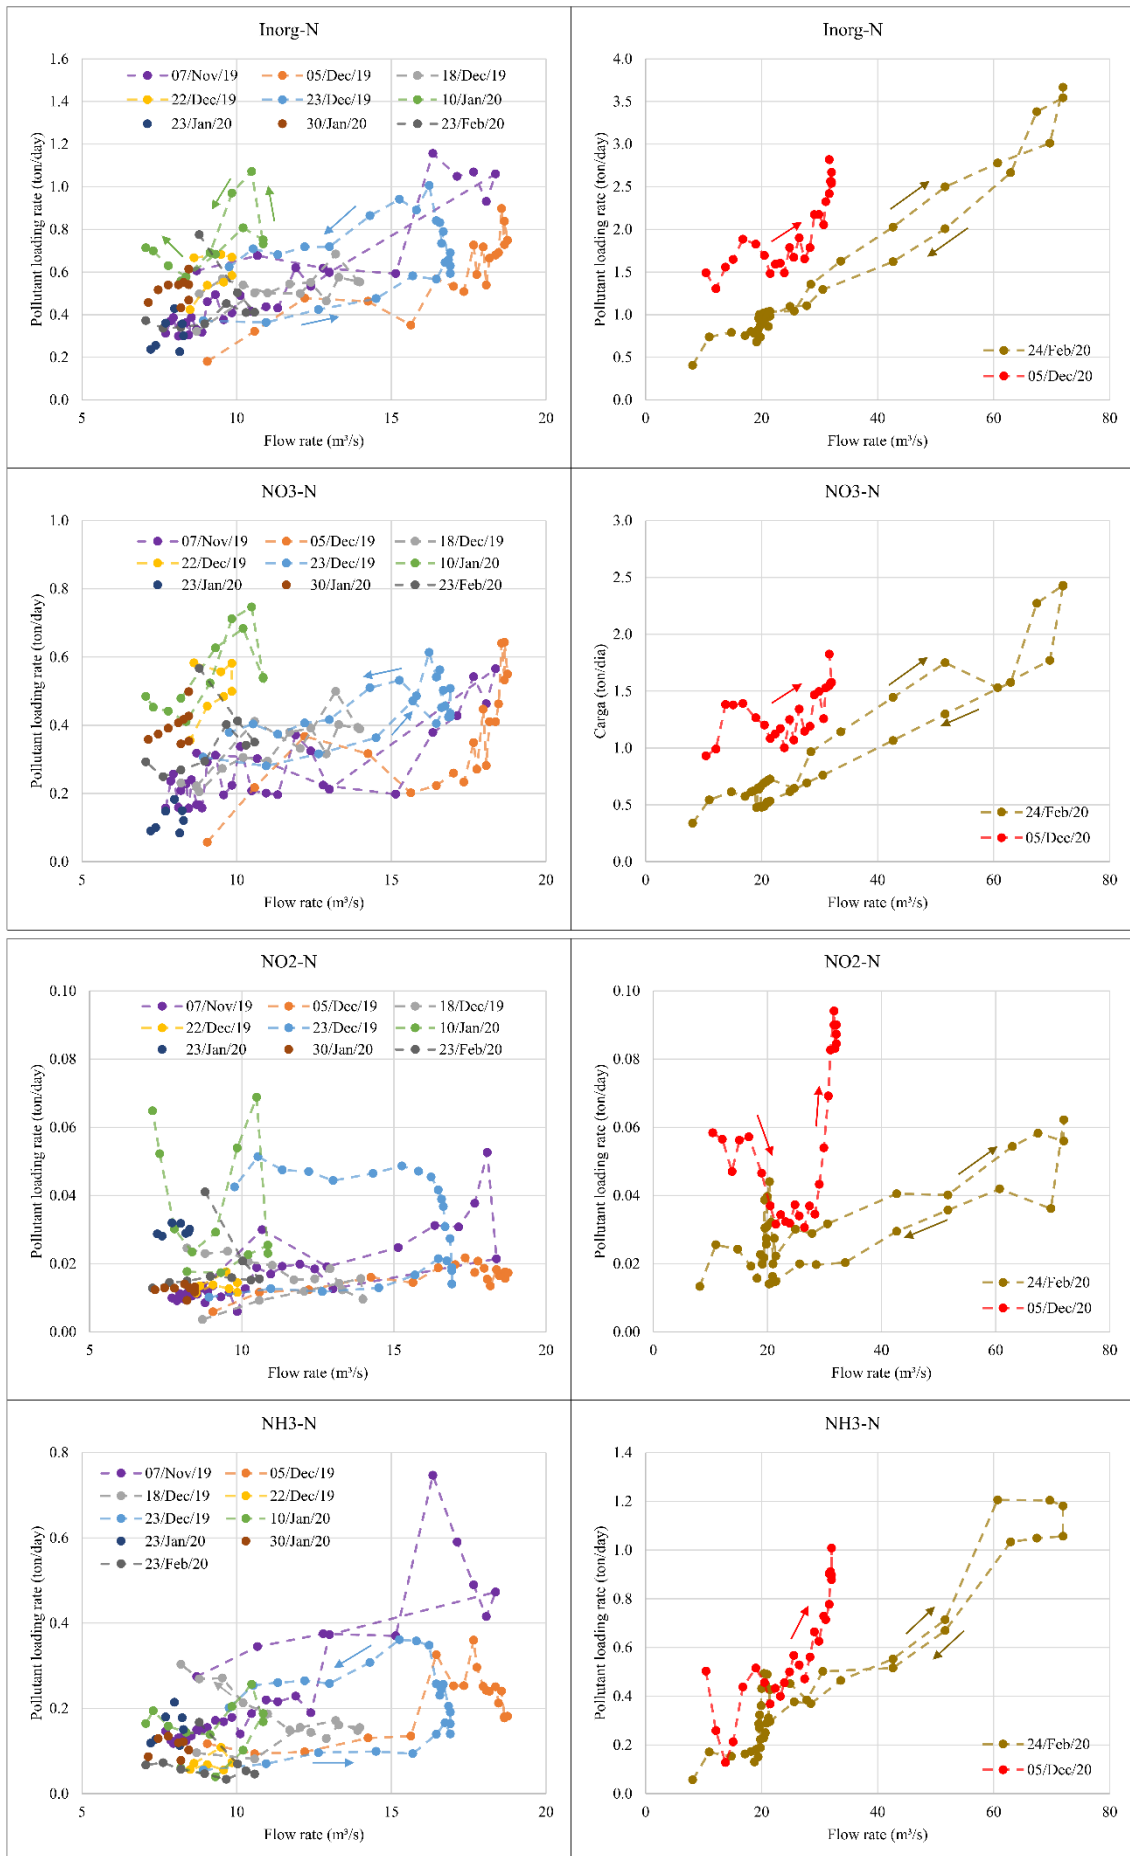 Inorg-N
Pollutant loading rate (ton/day)
1.6
1.4
1.2
1.0
0.8
0.6
0.4
0.2
0.0
07/Nov/19 05/Dec/19 18/Dec/19
22/Dec/19 23/Dec/19 10/Jan/20
23/Jan/20 30/Jan/20 23/Feb/20
5 10 15 20
Flow rate (m³/s)
Inorg-N
Pollutant loading rate (ton/day)
4.0
3.5
3.0
2.5
2.0
1.5
1.0
0.5
0.0
24/Feb/20
05/Dec/20
0 20 40 60 80
Flow rate (m³/s)
NO3-N
Pollutant loading rate (ton/day)
1.0
0.8
0.6
0.4
0.2
0.0
07/Nov/19 05/Dec/19 18/Dec/19
22/Dec/19 23/Dec/19 10/Jan/20
23/Jan/20 30/Jan/20 23/Feb/20
5 10 15 20
Flow rate (m³/s)
NO3-N
Carga (ton/dia)
3.0
2.5
2.0
1.5
1.0
0.5
0.0
24/Feb/20
05/Dec/20
0 20 40 60 80
Flow rate (m³/s)
NO2-N
Pollutant loading rate (ton/day)
0.10
0.08
0.06
0.04
0.02
0.00
07/Nov/19 05/Dec/19 18/Dec/19
22/Dec/19 23/Dec/19 10/Jan/20
23/Jan/20 30/Jan/20 23/Feb/20
5 10 15 20
Flow rate (m³/s)
NO2-N
Pollutant loading rate (ton/day)
0.10
0.08
0.06
0.04
0.02
0.00
24/Feb/20
05/Dec/20
0 20 40 60 80
Flow rate (m³/s)
NH3-N
Pollutant loading rate (ton/day)
0.8
0.6
0.4
0.2
0.0
07/Nov/19 05/Dec/19
18/Dec/19 22/Dec/19
23/Dec/19 10/Jan/20
23/Jan/20 30/Jan/20
23/Feb/20
5 10 15 20
Flow rate (m³/s)
NH3-N
Pollutant loading rate (ton/day)
1.4
1.2
1.0
0.8
0.6
0.4
0.2
0.0
24/Feb/20
05/Dec/20
0 20 40 60 80
Flow rate (m³/s)